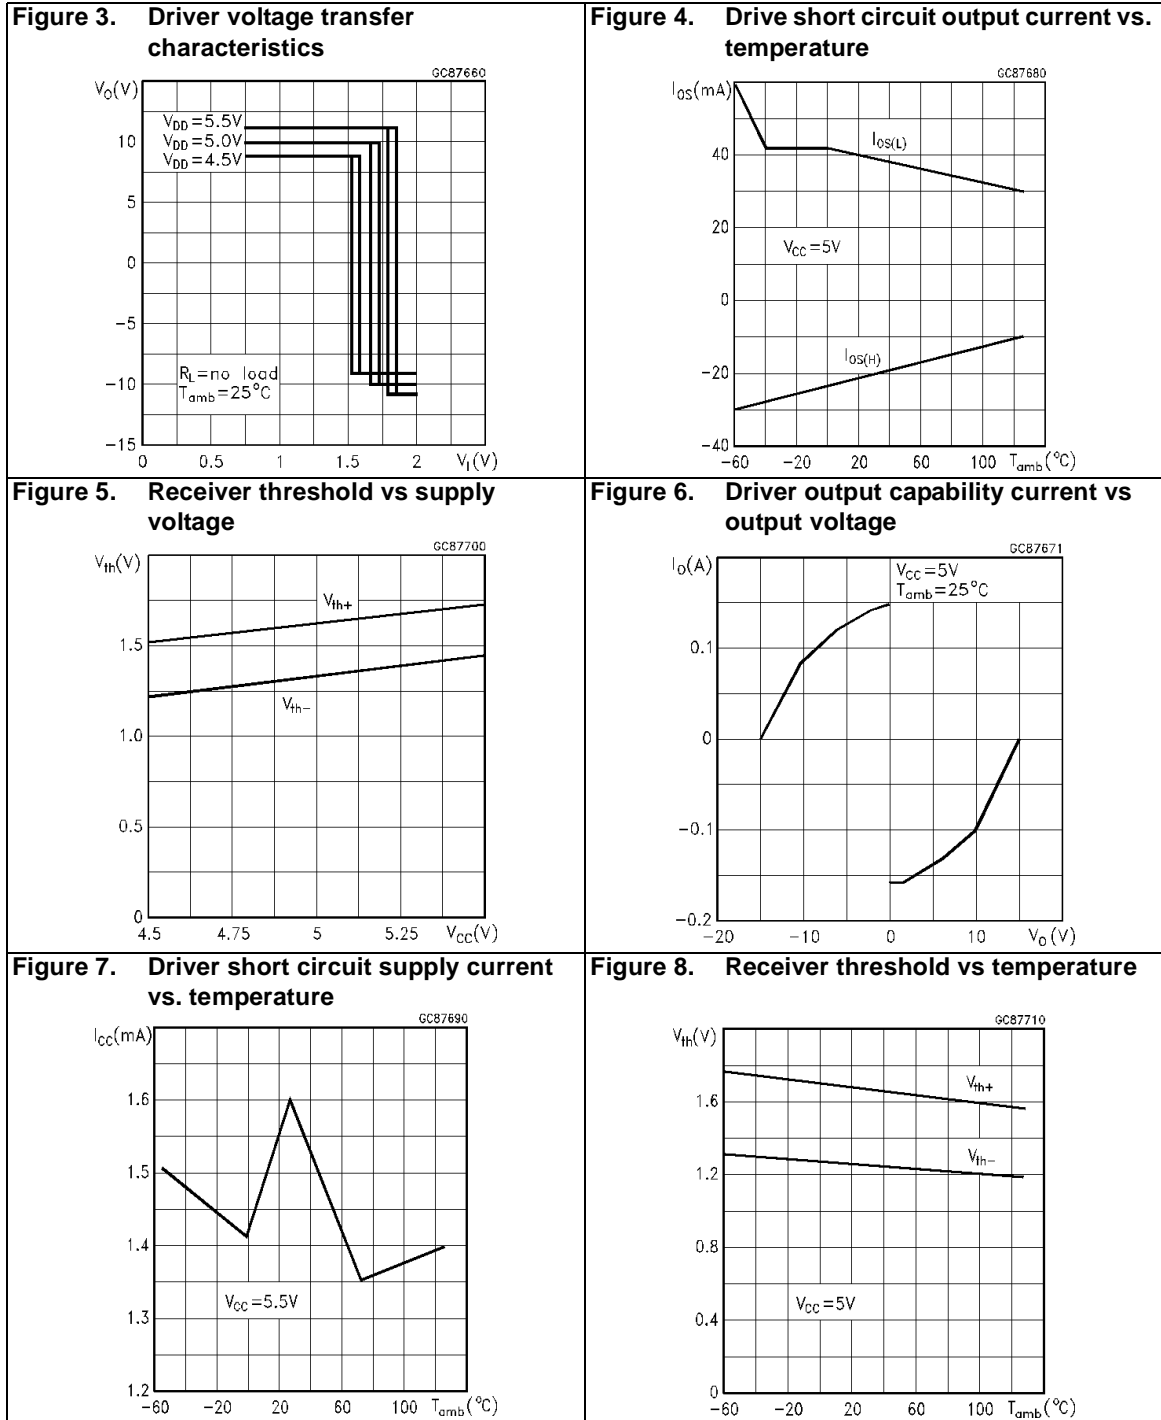 Figure 3. Driver voltage transfer
characteristics
GC87660
V_O(V)
V_DD=5.5V
V_DD=5.0V
V_DD=4.5V
10
5
0
−5
−10
−15
R_L=no load
T_amb=25°C
0 0.5 1 1.5 2 V_I(V)
Figure 4. Drive short circuit output current vs.
temperature
GC87680
I_OS(mA)
I_OS(L)
40
20
V_CC=5V
0
I_OS(H)
−20
−40
−60 −20 20 60 100 T_amb(°C)
Figure 5. Receiver threshold vs supply
voltage
GC87700
V_th(V)
V_th+
1.5
V_th−
1.0
0.5
0
4.5 4.75 5 5.25 V_CC(V)
Figure 6. Driver output capability current vs
output voltage
GC87671
I_O(A)
V_CC=5V
T_amb=25°C
0.1
0
−0.1
−0.2
−20 −10 0 10 V_O(V)
Figure 7. Driver short circuit supply current
vs. temperature
GC87690
I_CC(mA)
1.6
1.5
1.4
V_CC=5.5V
1.3
1.2
−60 −20 20 60 100 T_amb(°C)
Figure 8. Receiver threshold vs temperature
GC87710
V_th(V)
V_th+
1.6
V_th−
1.2
0.8
V_CC=5V
0.4
0
−60 −20 20 60 100 T_amb(°C)